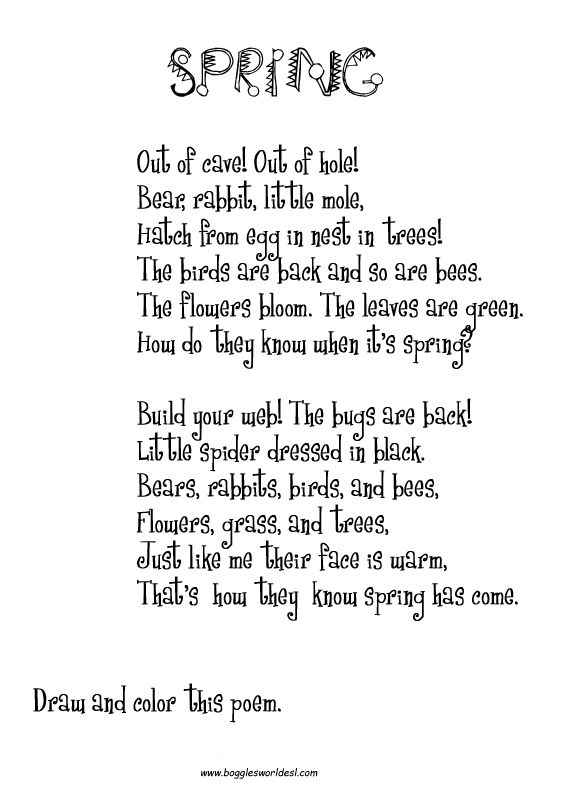 SPRING
Out of cave! Out of hole!
Bear, rabbit, little mole,
Hatch from egg in nest in trees!
The birds are back and so are bees.
The flowers bloom. The leaves are green.
How do they know when it's spring?
Build your web! The bugs are back!
Little spider dressed in black.
Bears, rabbits, birds, and bees,
Flowers, grass, and trees,
Just like me their face is warm,
That's how they know spring has come.
Draw and color this poem.
www.bogglesworldesl.com